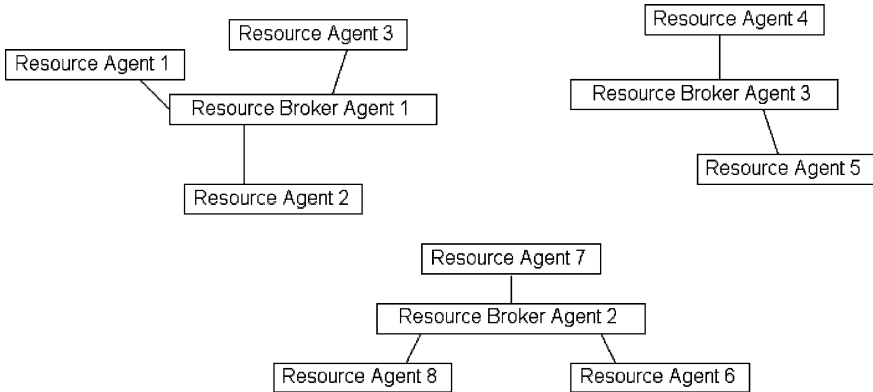 Resource Agent 3
Resource Agent 4
Resource Agent 1
Resource Broker Agent 1
Resource Broker Agent 3
Resource Agent 5
Resource Agent 2
Resource Agent 7
Resource Broker Agent 2
Resource Agent 8
Resource Agent 6